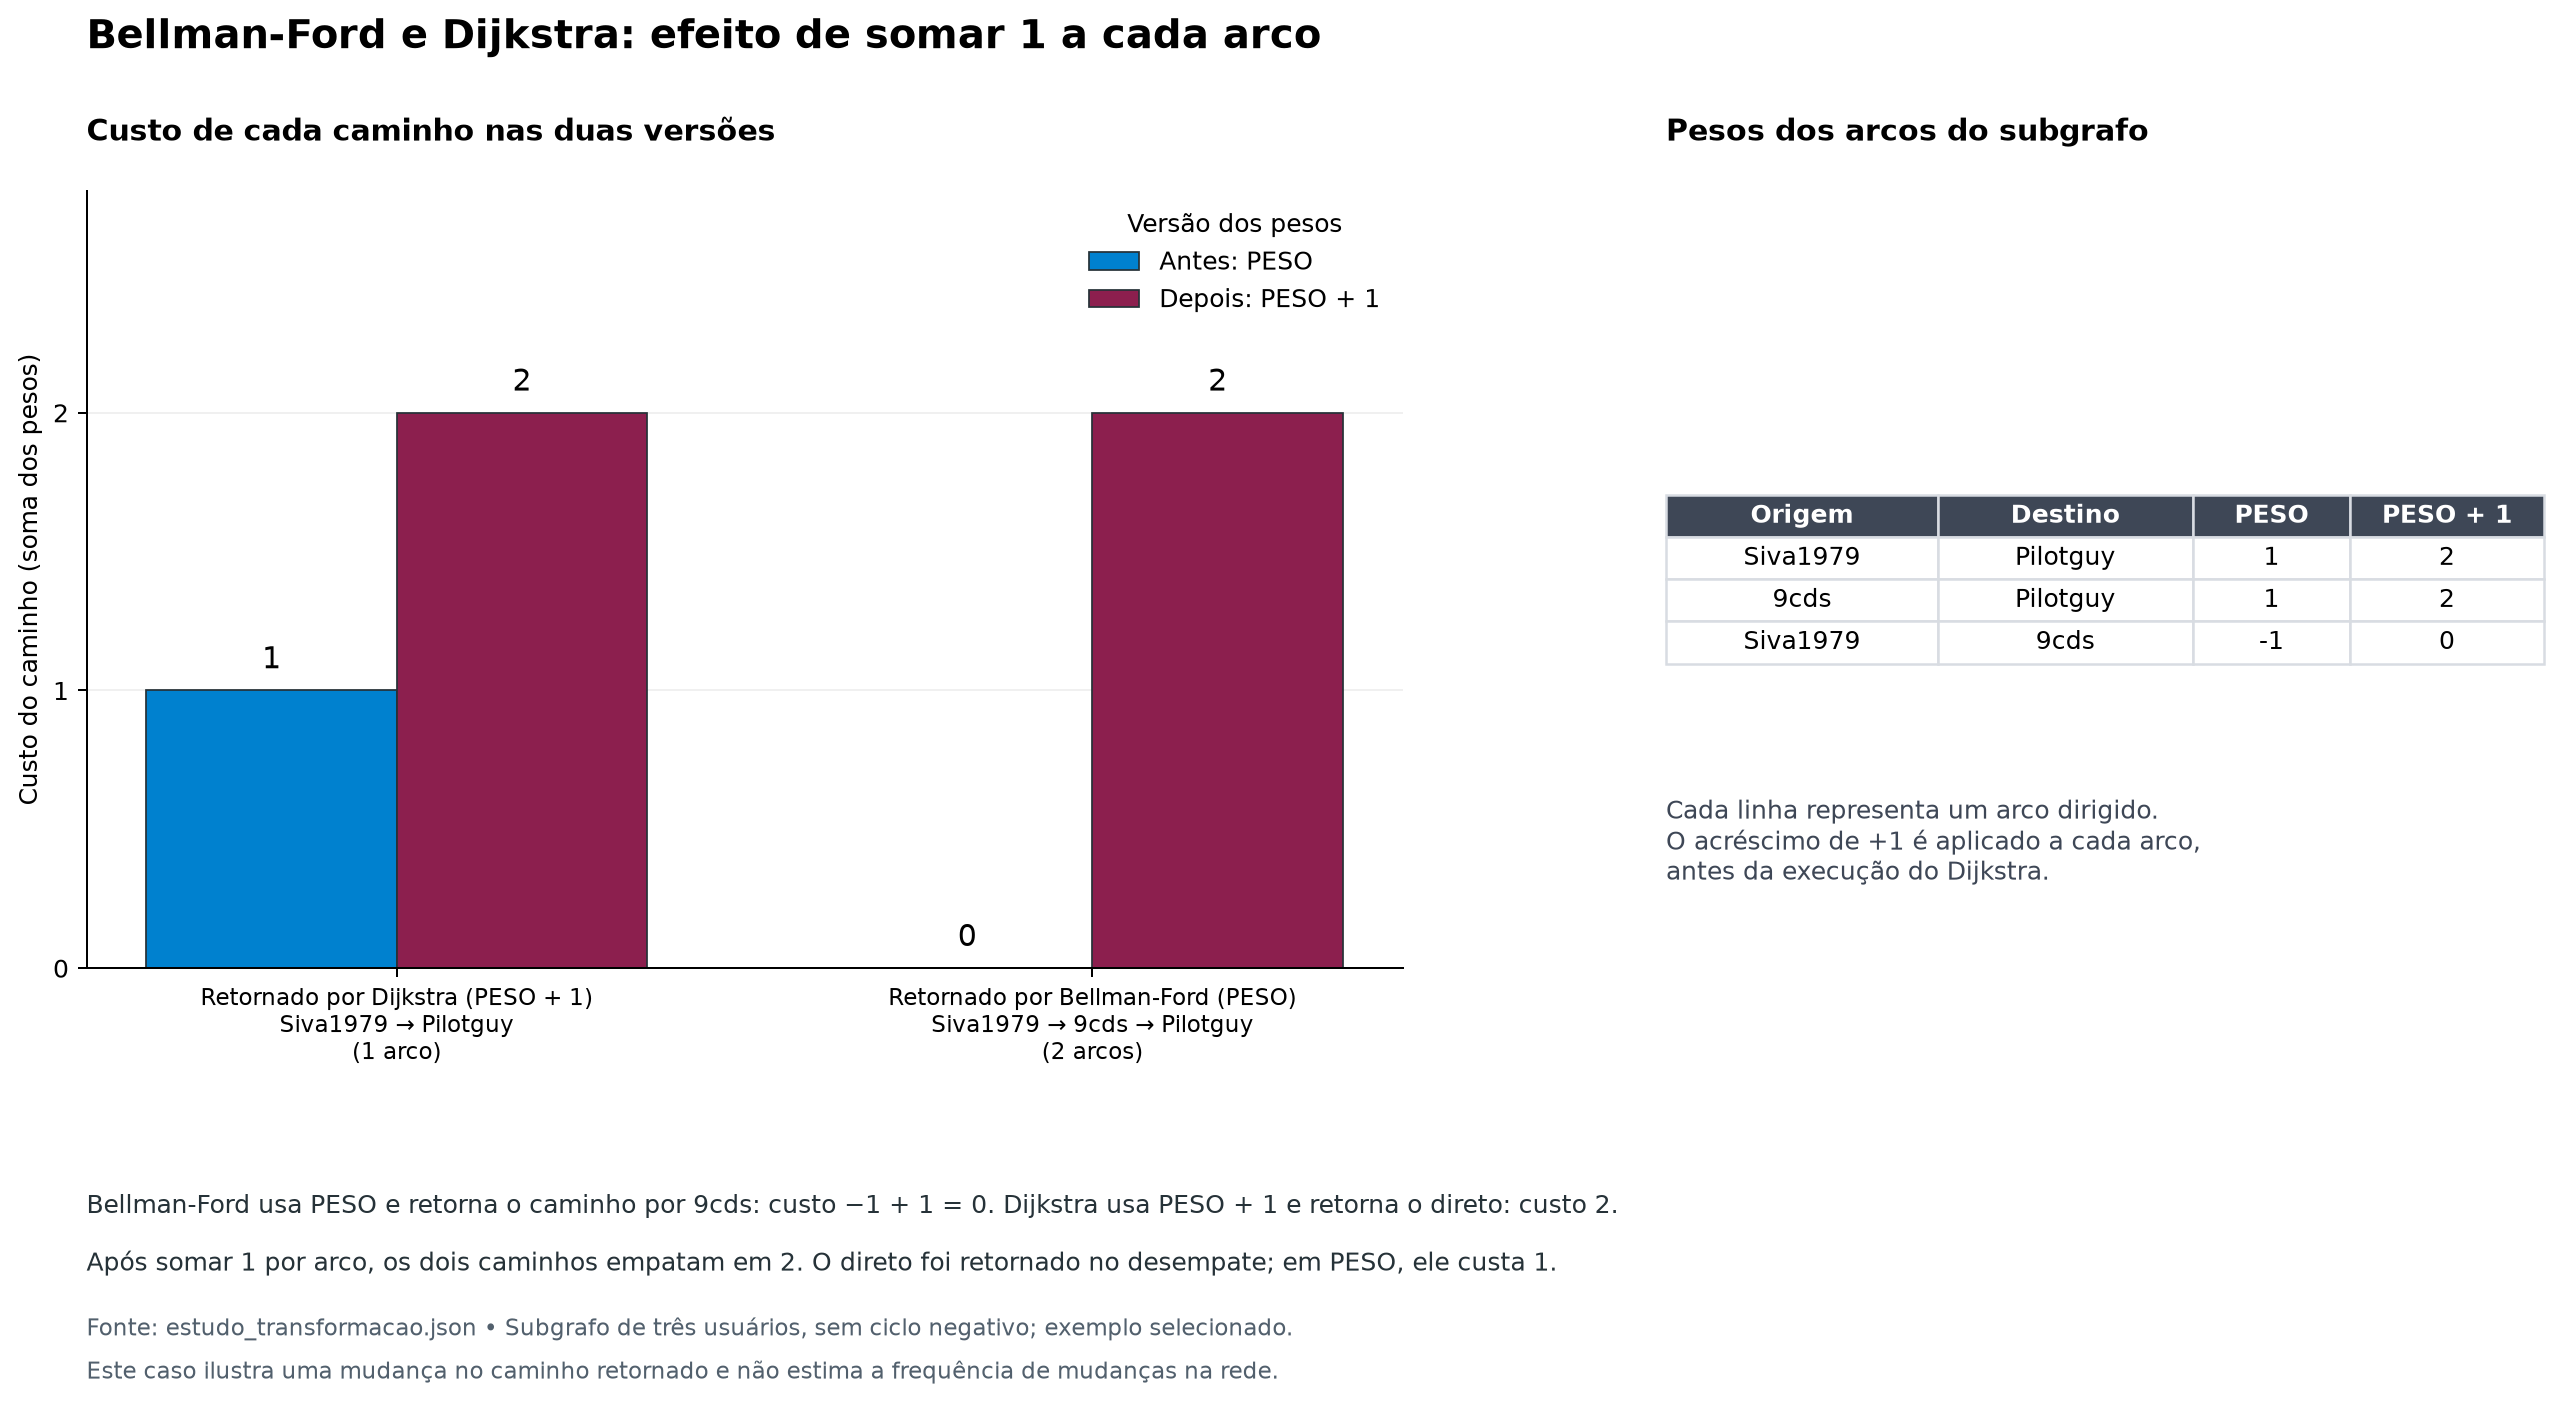 Bellman-Ford e Dijkstra: efeito de somar 1 a cada arco
Custo de cada caminho nas duas versões
Custo do caminho (soma dos pesos)
2
1
0
Versão dos pesos
Antes: PESO
Depois: PESO + 1
1
2
0
2
Retornado por Dijkstra (PESO + 1)
Siva1979 → Pilotguy
(1 arco)
Retornado por Bellman-Ford (PESO)
Siva1979 → 9cds → Pilotguy
(2 arcos)
Pesos dos arcos do subgrafo
Origem Destino PESO PESO + 1
Siva1979 Pilotguy 1 2
9cds Pilotguy 1 2
Siva1979 9cds -1 0
Cada linha representa um arco dirigido.
O acréscimo de +1 é aplicado a cada arco,
antes da execução do Dijkstra.
Bellman-Ford usa PESO e retorna o caminho por 9cds: custo −1 + 1 = 0. Dijkstra usa PESO + 1 e retorna o direto: custo 2.
Após somar 1 por arco, os dois caminhos empatam em 2. O direto foi retornado no desempate; em PESO, ele custa 1.
Fonte: estudo_transformacao.json • Subgrafo de três usuários, sem ciclo negativo; exemplo selecionado.
Este caso ilustra uma mudança no caminho retornado e não estima a frequência de mudanças na rede.